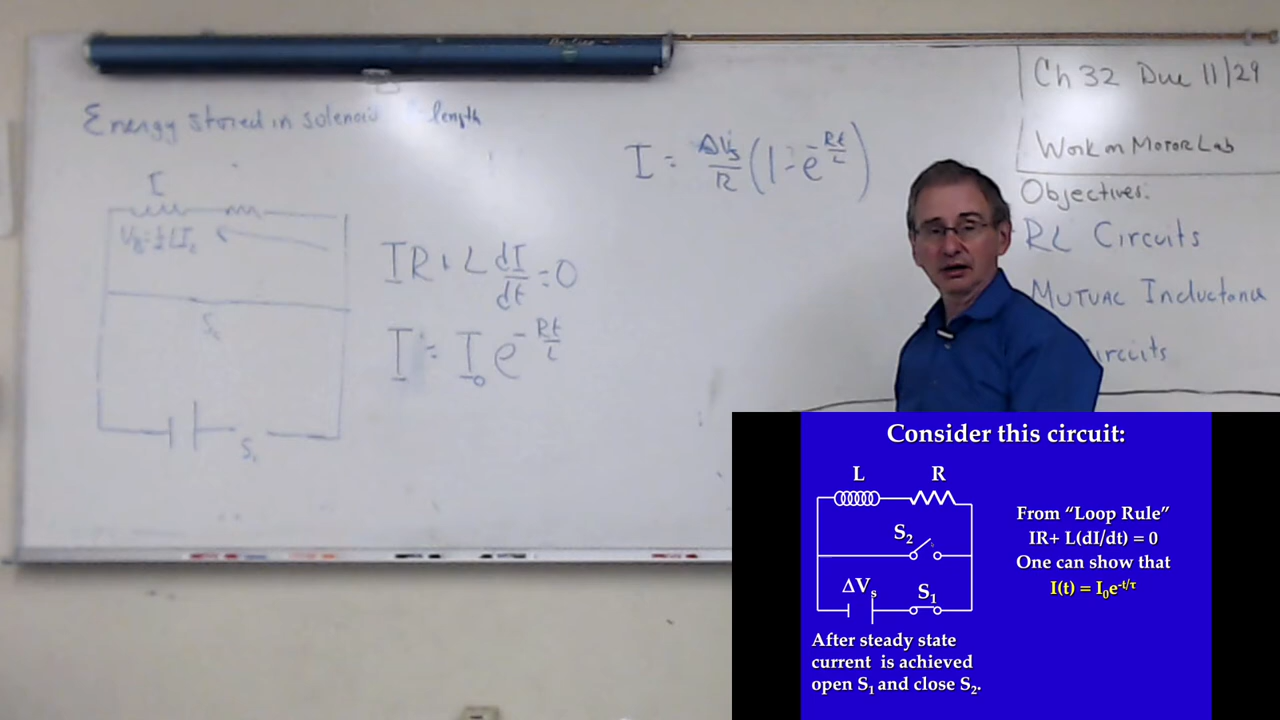 Energy stored in solenoid length
I
IR + L dI/dt = 0
I = I₀ e^-Rt/L
S₂
S₁
I = ΔVs/R (1 - e^-Rt/L)
Ch 32 Due 11/29
Work on Motor Lab
Objectives:
RL Circuits
Mutual Inductance
ircuits
Consider this circuit:
L R
S₂
ΔVs S₁
After steady state
current is achieved
open S₁ and close S₂.
From “Loop Rule”
IR+ L(dI/dt) = 0
One can show that
I(t) = I₀e^-t/τ